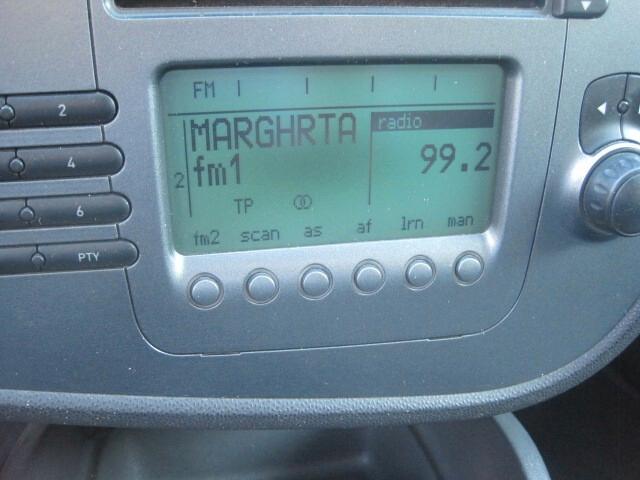 FM
2
MARGHRTA
radio
4
fm1
99.2
2
TP
6
fm2 scan as af lrn man
PTY